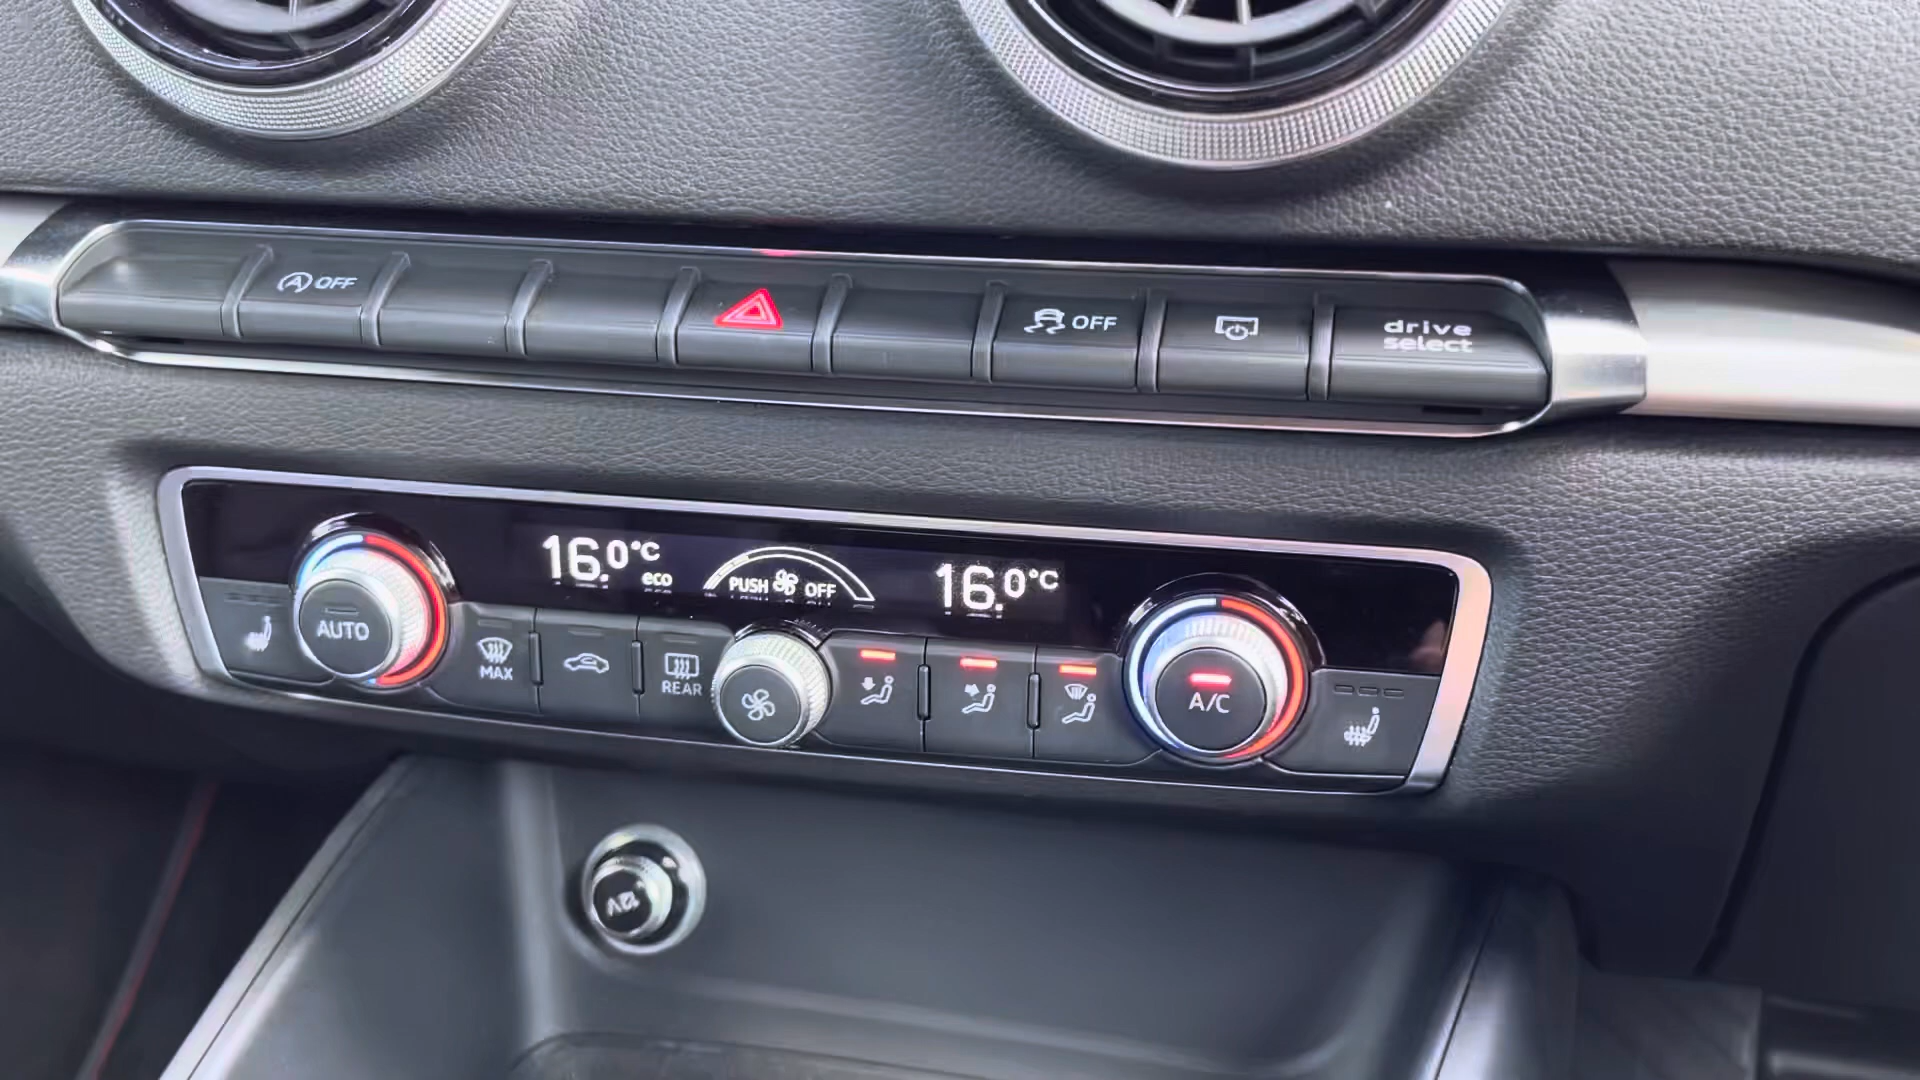 A OFF
OFF
drive
select
16.0°C
eco
PUSH OFF
16.0°C
AUTO
MAX
REAR
A/C
12V